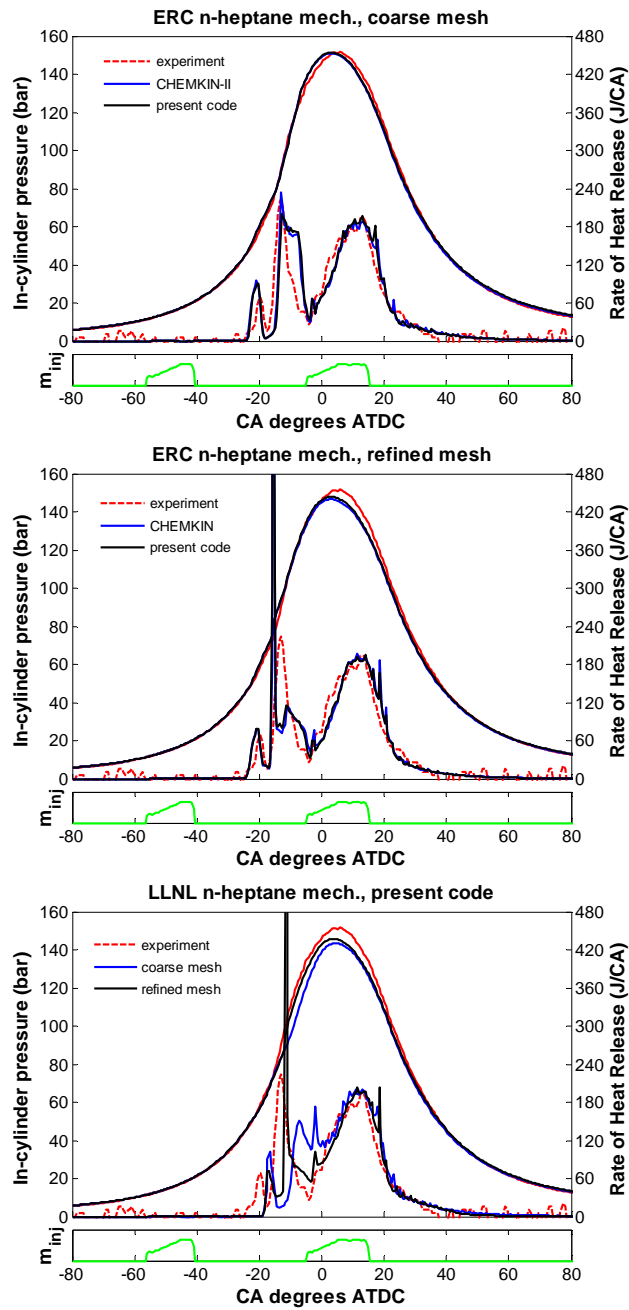 ERC n-heptane mech., coarse mesh
160 480
140 420
120 360
100 300
80 240
60 180
40 120
20 60
0 0
In-cylinder pressure (bar)
Rate of Heat Release (J/CA)
experiment
CHEMKIN-II
present code
m_inj
-80 -60 -40 -20 0 20 40 60 80
CA degrees ATDC
ERC n-heptane mech., refined mesh
160 480
140 420
120 360
100 300
80 240
60 180
40 120
20 60
0 0
In-cylinder pressure (bar)
Rate of Heat Release (J/CA)
experiment
CHEMKIN
present code
m_inj
-80 -60 -40 -20 0 20 40 60 80
CA degrees ATDC
LLNL n-heptane mech., present code
160 480
140 420
120 360
100 300
80 240
60 180
40 120
20 60
0 0
In-cylinder pressure (bar)
Rate of Heat Release (J/CA)
experiment
coarse mesh
refined mesh
m_inj
-80 -60 -40 -20 0 20 40 60 80
CA degrees ATDC